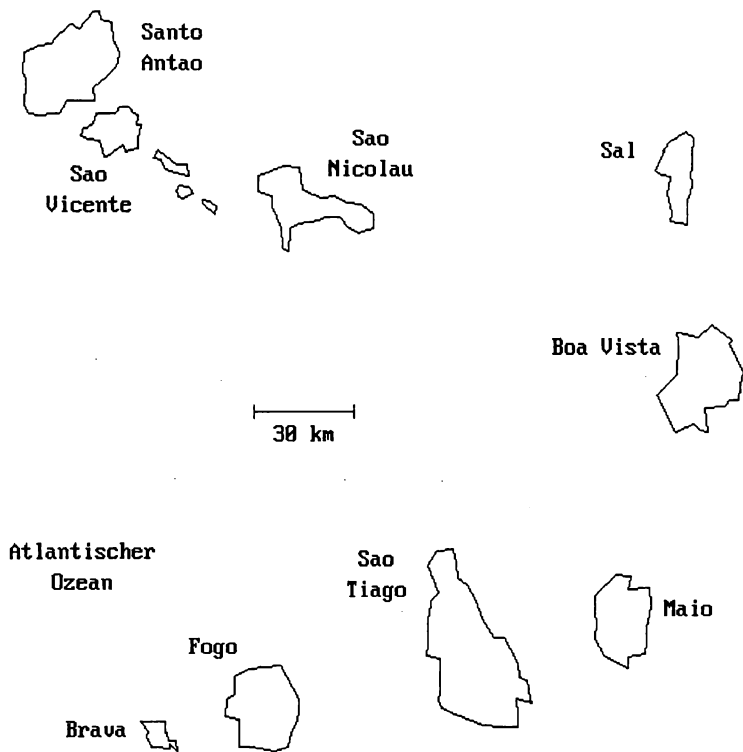 Santo
Antao
Sao
Nicolau
Sal
Sao
Vicente
Boa Vista
30 km
Atlantischer
Ozean
Sao
Tiago
Maio
Fogo
Brava